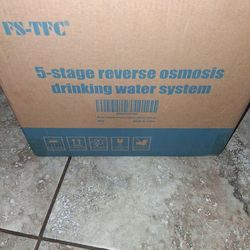 FS-TFC®
5-stage reverse osmosis
drinking water system